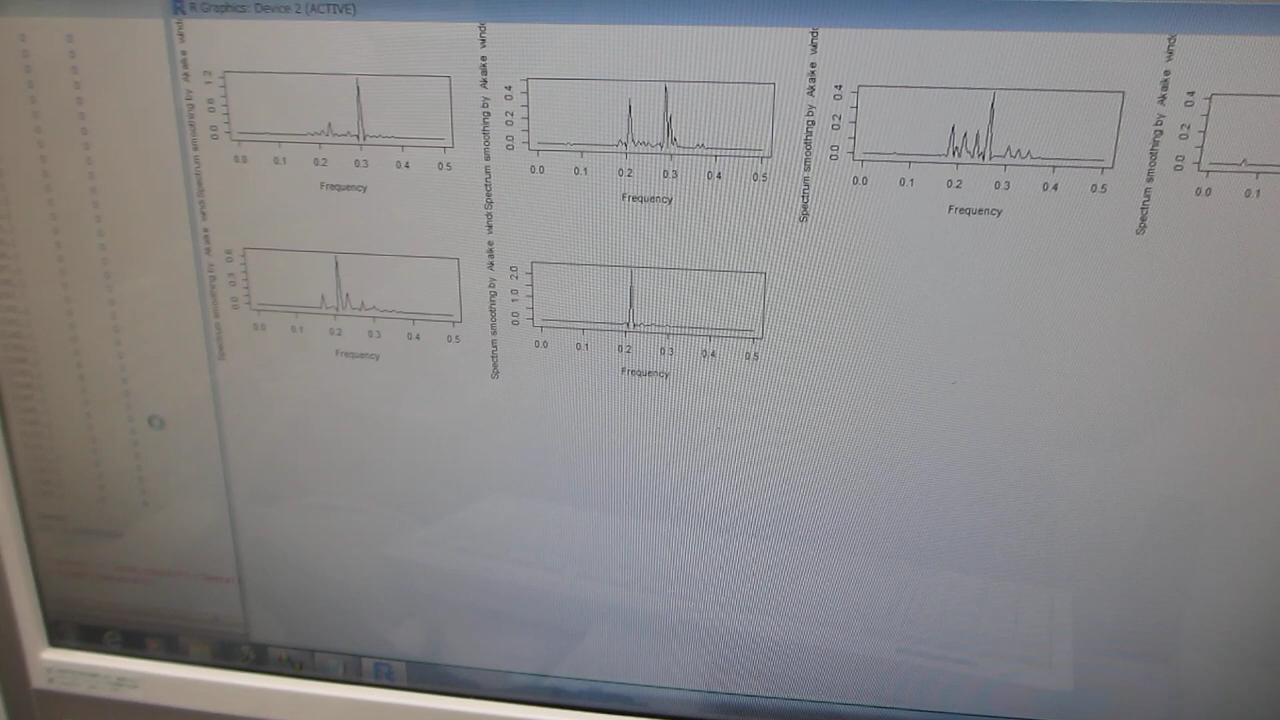 R Graphics: Device 2 (ACTIVE)
Spectrum smoothing by Akaike wind
0.0 0.6 1.2
0.0 0.1 0.2 0.3 0.4 0.5
Frequency
Spectrum smoothing by Akaike wind
0.0 0.2 0.4
0.0 0.1 0.2 0.3 0.4 0.5
Frequency
Spectrum smoothing by Akaike wind
0.0 0.2 0.4
0.0 0.1 0.2 0.3 0.4 0.5
Frequency
Spectrum smoothing by Akaike wind
0.0 0.2 0.4
0.0 0.1
Spectrum smoothing by Akaike wind
0.0 0.3 0.6
0.0 0.1 0.2 0.3 0.4 0.5
Frequency
Spectrum smoothing by Akaike wind
0.0 1.0 2.0
0.0 0.1 0.2 0.3 0.4 0.5
Frequency